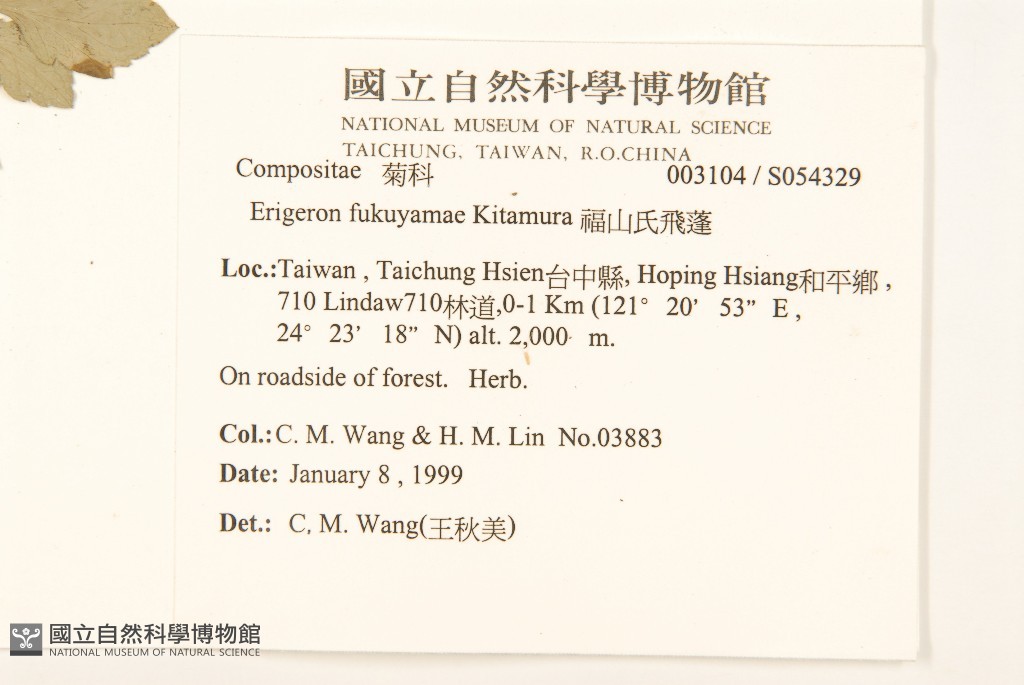 國立自然科學博物館
NATIONAL MUSEUM OF NATURAL SCIENCE
TAICHUNG, TAIWAN, R.O.CHINA
Compositae 菊科 003104 / S054329
Erigeron fukuyamae Kitamura 福山氏飛蓬
Loc.:Taiwan , Taichung Hsien台中縣, Hoping Hsiang和平鄉 ,
710 Lindaw710林道,0-1 Km (121° 20’ 53” E ,
24° 23’ 18” N) alt. 2,000 m.
On roadside of forest. Herb.
Col.:C. M. Wang & H. M. Lin No.03883
Date: January 8 , 1999
Det.: C. M. Wang(王秋美)
國立自然科學博物館
NATIONAL MUSEUM OF NATURAL SCIENCE